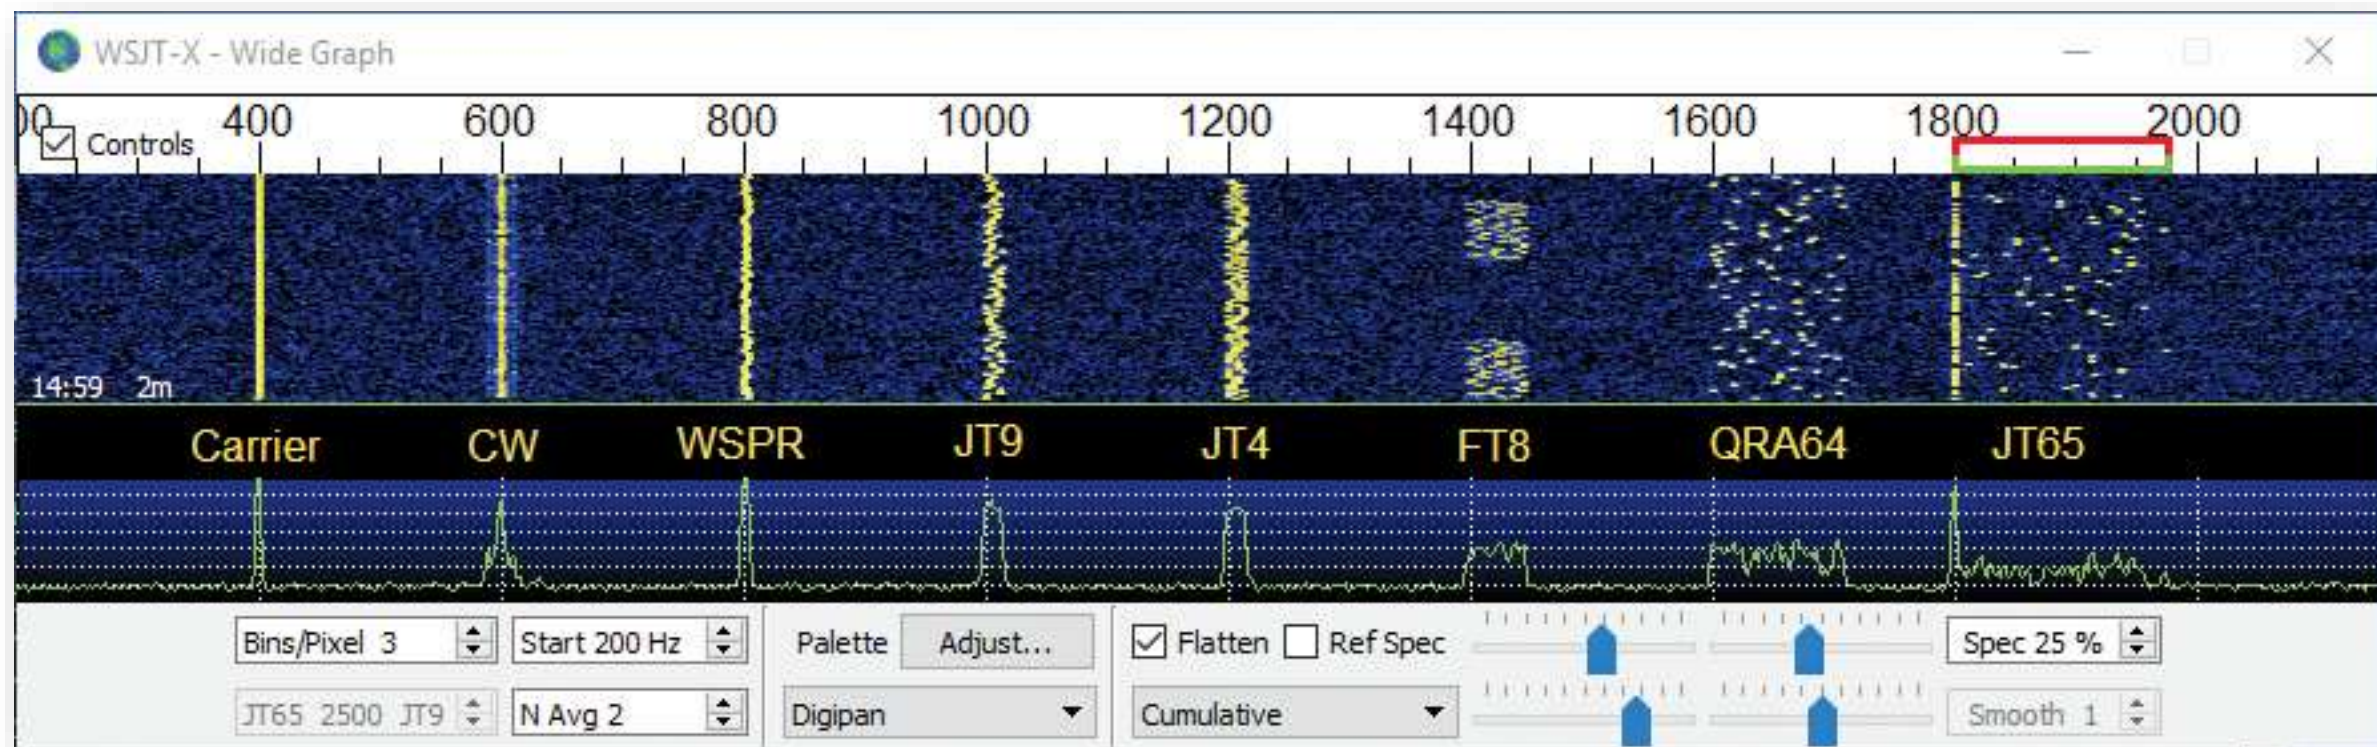 WSJT-X - Wide Graph
00 400 600 800 1000 1200 1400 1600 1800 2000
Controls
14:59 2m
Carrier CW WSPR JT9 JT4 FT8 QRA64 JT65
Bins/Pixel 3 Start 200 Hz Palette Adjust... Flatten Ref Spec Spec 25 %
JT65 2500 JT9 N Avg 2 Digipan Cumulative Smooth 1